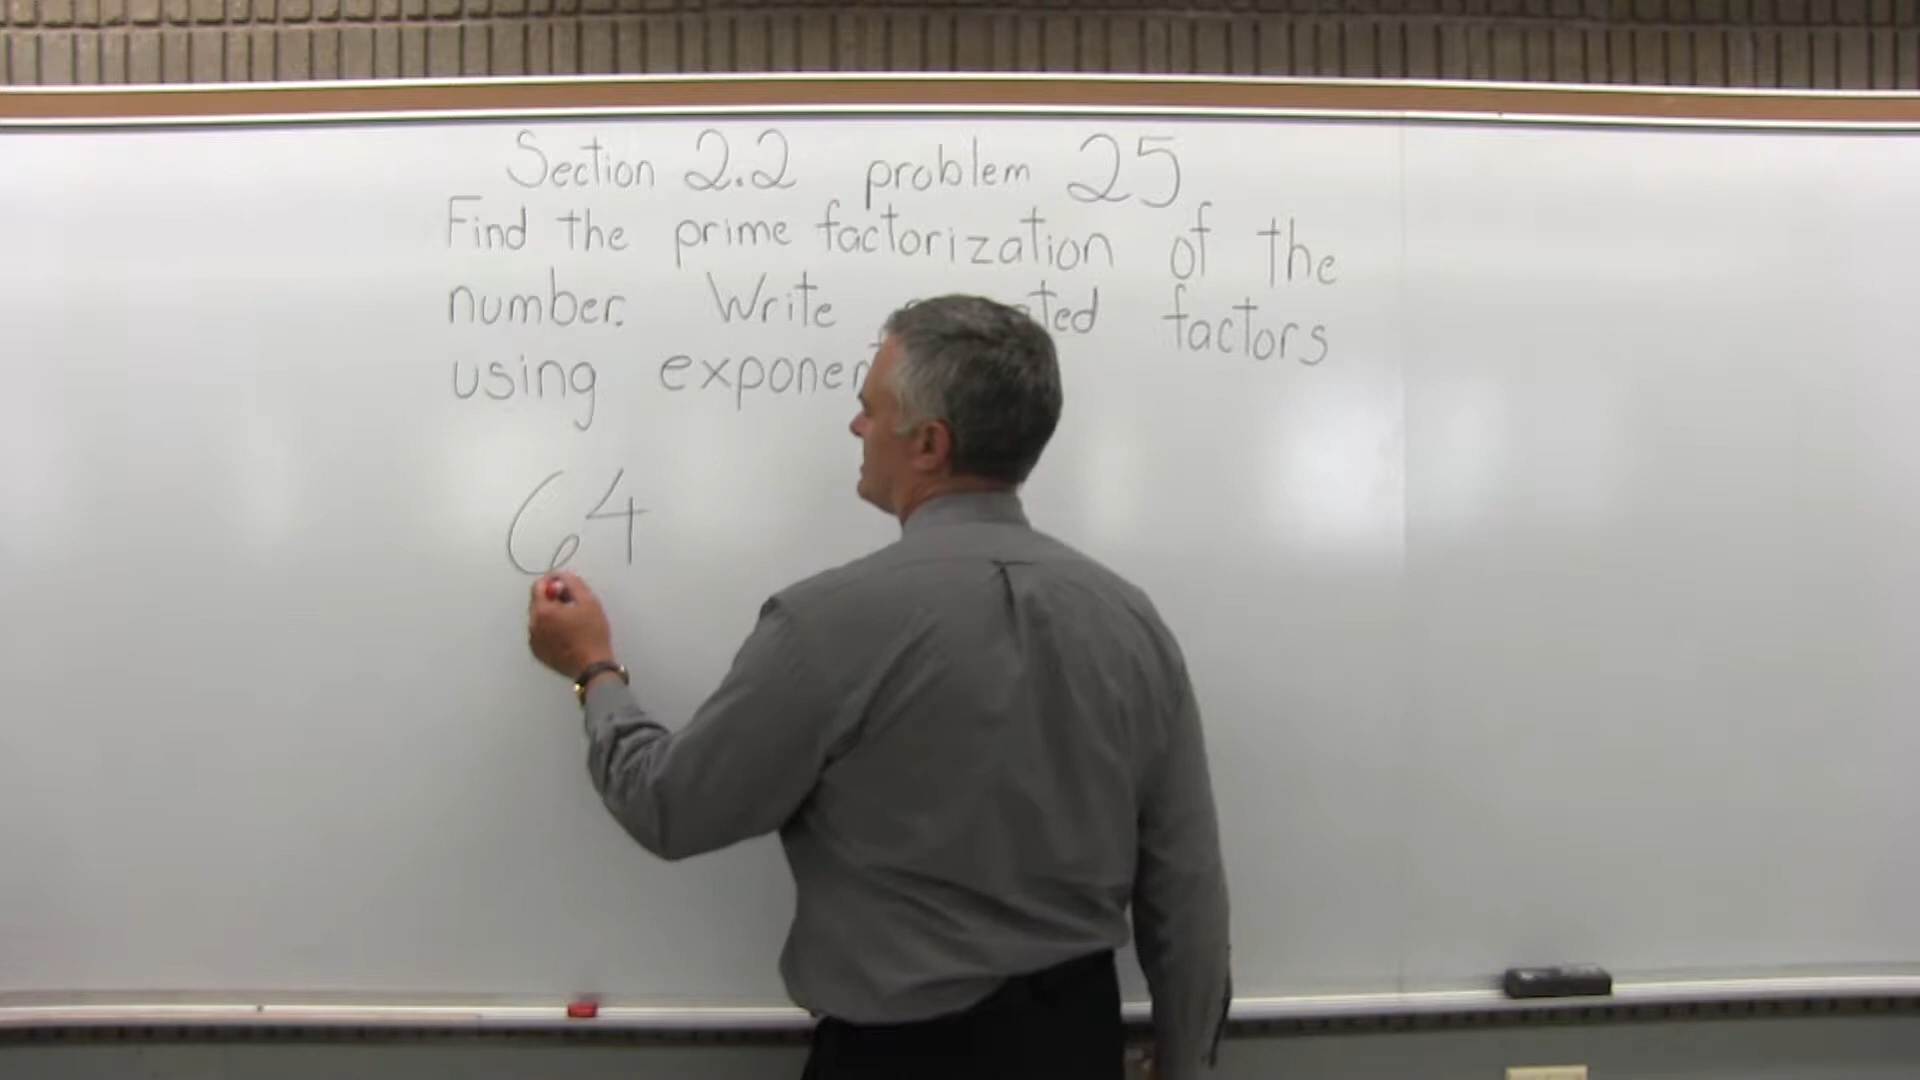 Section 2.2 problem 25
Find the prime factorization of the
number. Write factors
using
64